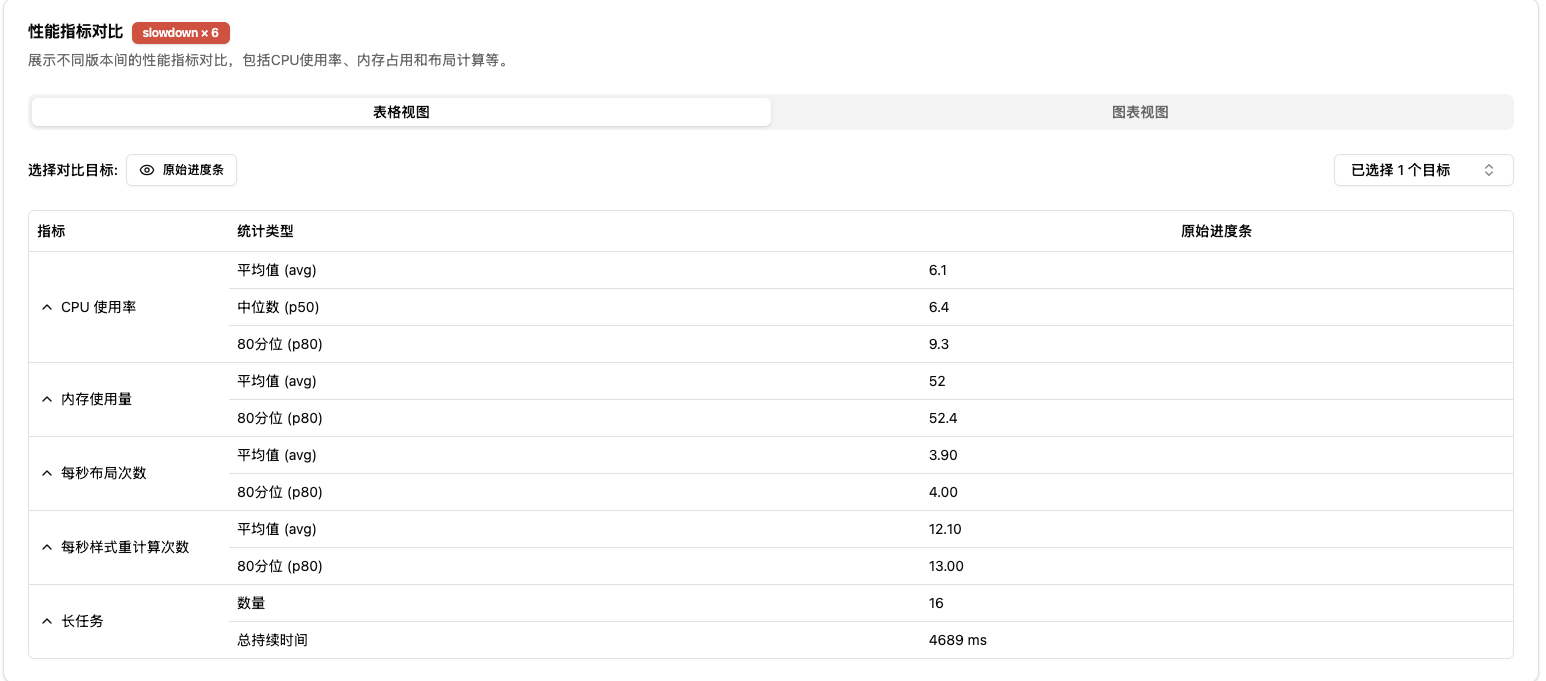 性能指标对比 slowdown × 6
展示不同版本间的性能指标对比，包括CPU使用率、内存占用和布局计算等。
表格视图 图表视图
选择对比目标: 原始进度条 已选择 1 个目标
指标 统计类型 原始进度条
CPU 使用率
平均值 (avg) 6.1
中位数 (p50) 6.4
80分位 (p80) 9.3
内存使用量
平均值 (avg) 52
80分位 (p80) 52.4
每秒布局次数
平均值 (avg) 3.90
80分位 (p80) 4.00
每秒样式重计算次数
平均值 (avg) 12.10
80分位 (p80) 13.00
长任务
数量 16
总持续时间 4689 ms